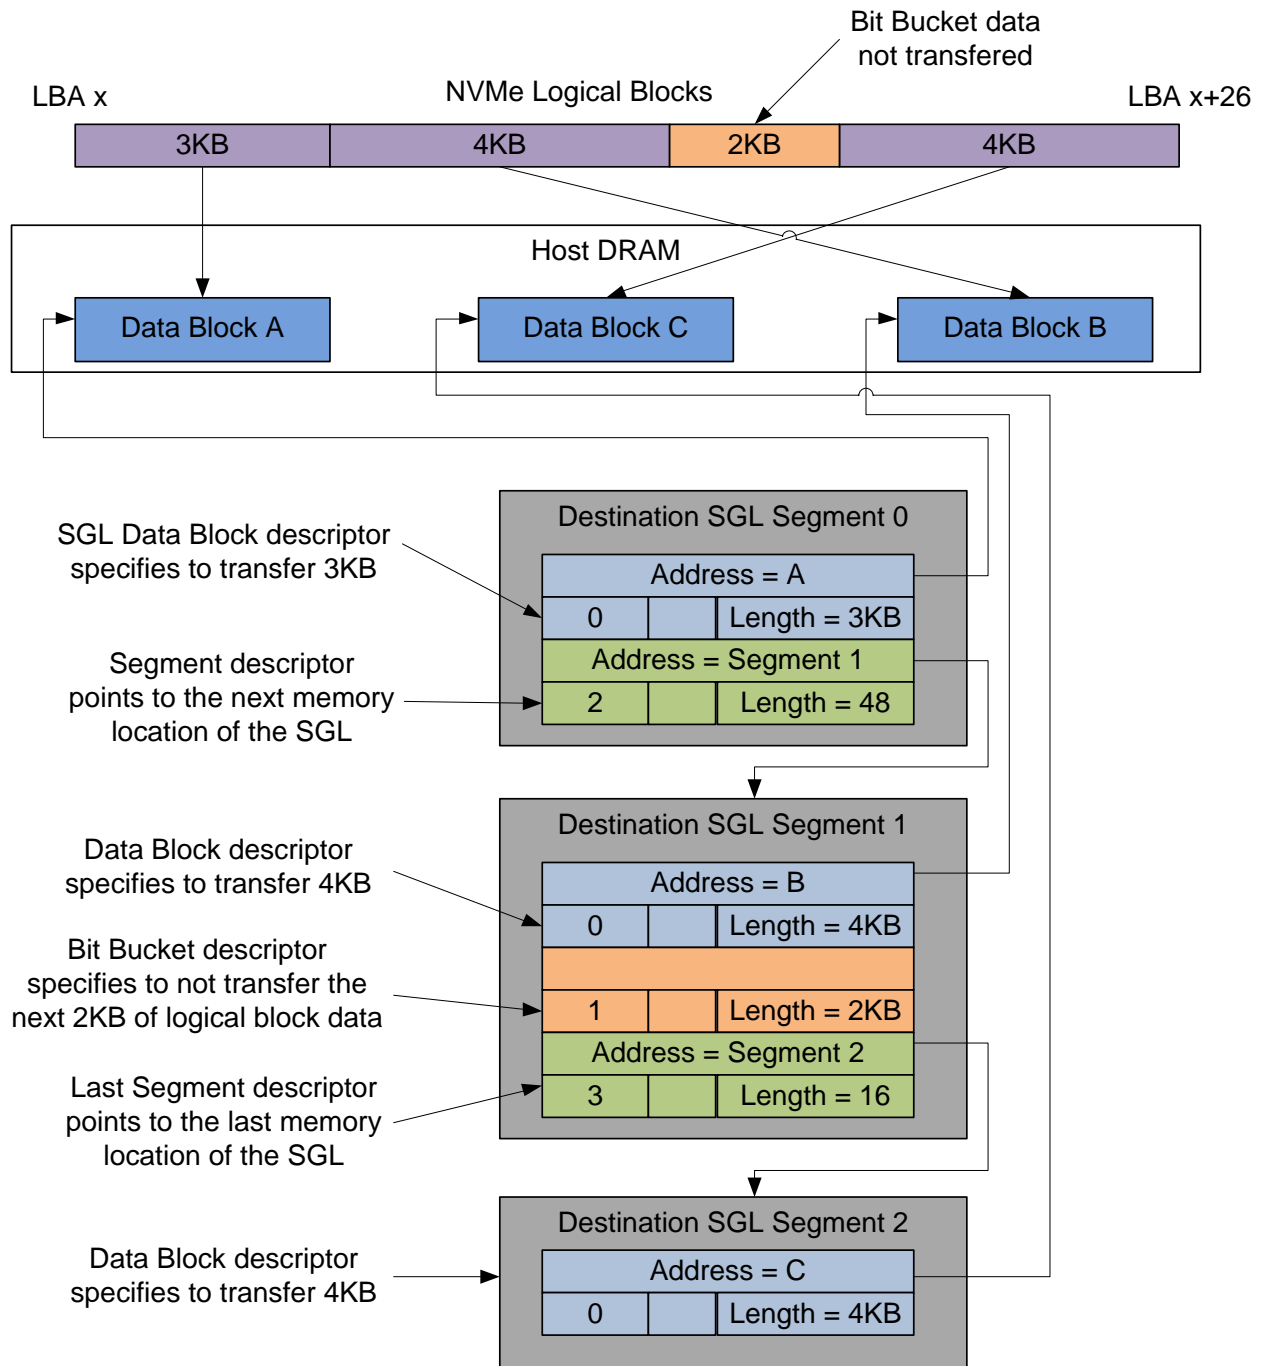 Bit Bucket data
not transfered
LBA x
NVMe Logical Blocks
LBA x+26
3KB
4KB
2KB
4KB
Host DRAM
Data Block A
Data Block C
Data Block B
Destination SGL Segment 0
SGL Data Block descriptor
specifies to transfer 3KB
Address = A
0
Length = 3KB
Segment descriptor
points to the next memory
location of the SGL
Address = Segment 1
2
Length = 48
Destination SGL Segment 1
Data Block descriptor
specifies to transfer 4KB
Address = B
0
Length = 4KB
Bit Bucket descriptor
specifies to not transfer the
next 2KB of logical block data
1
Length = 2KB
Last Segment descriptor
points to the last memory
location of the SGL
Address = Segment 2
3
Length = 16
Destination SGL Segment 2
Data Block descriptor
specifies to transfer 4KB
Address = C
0
Length = 4KB